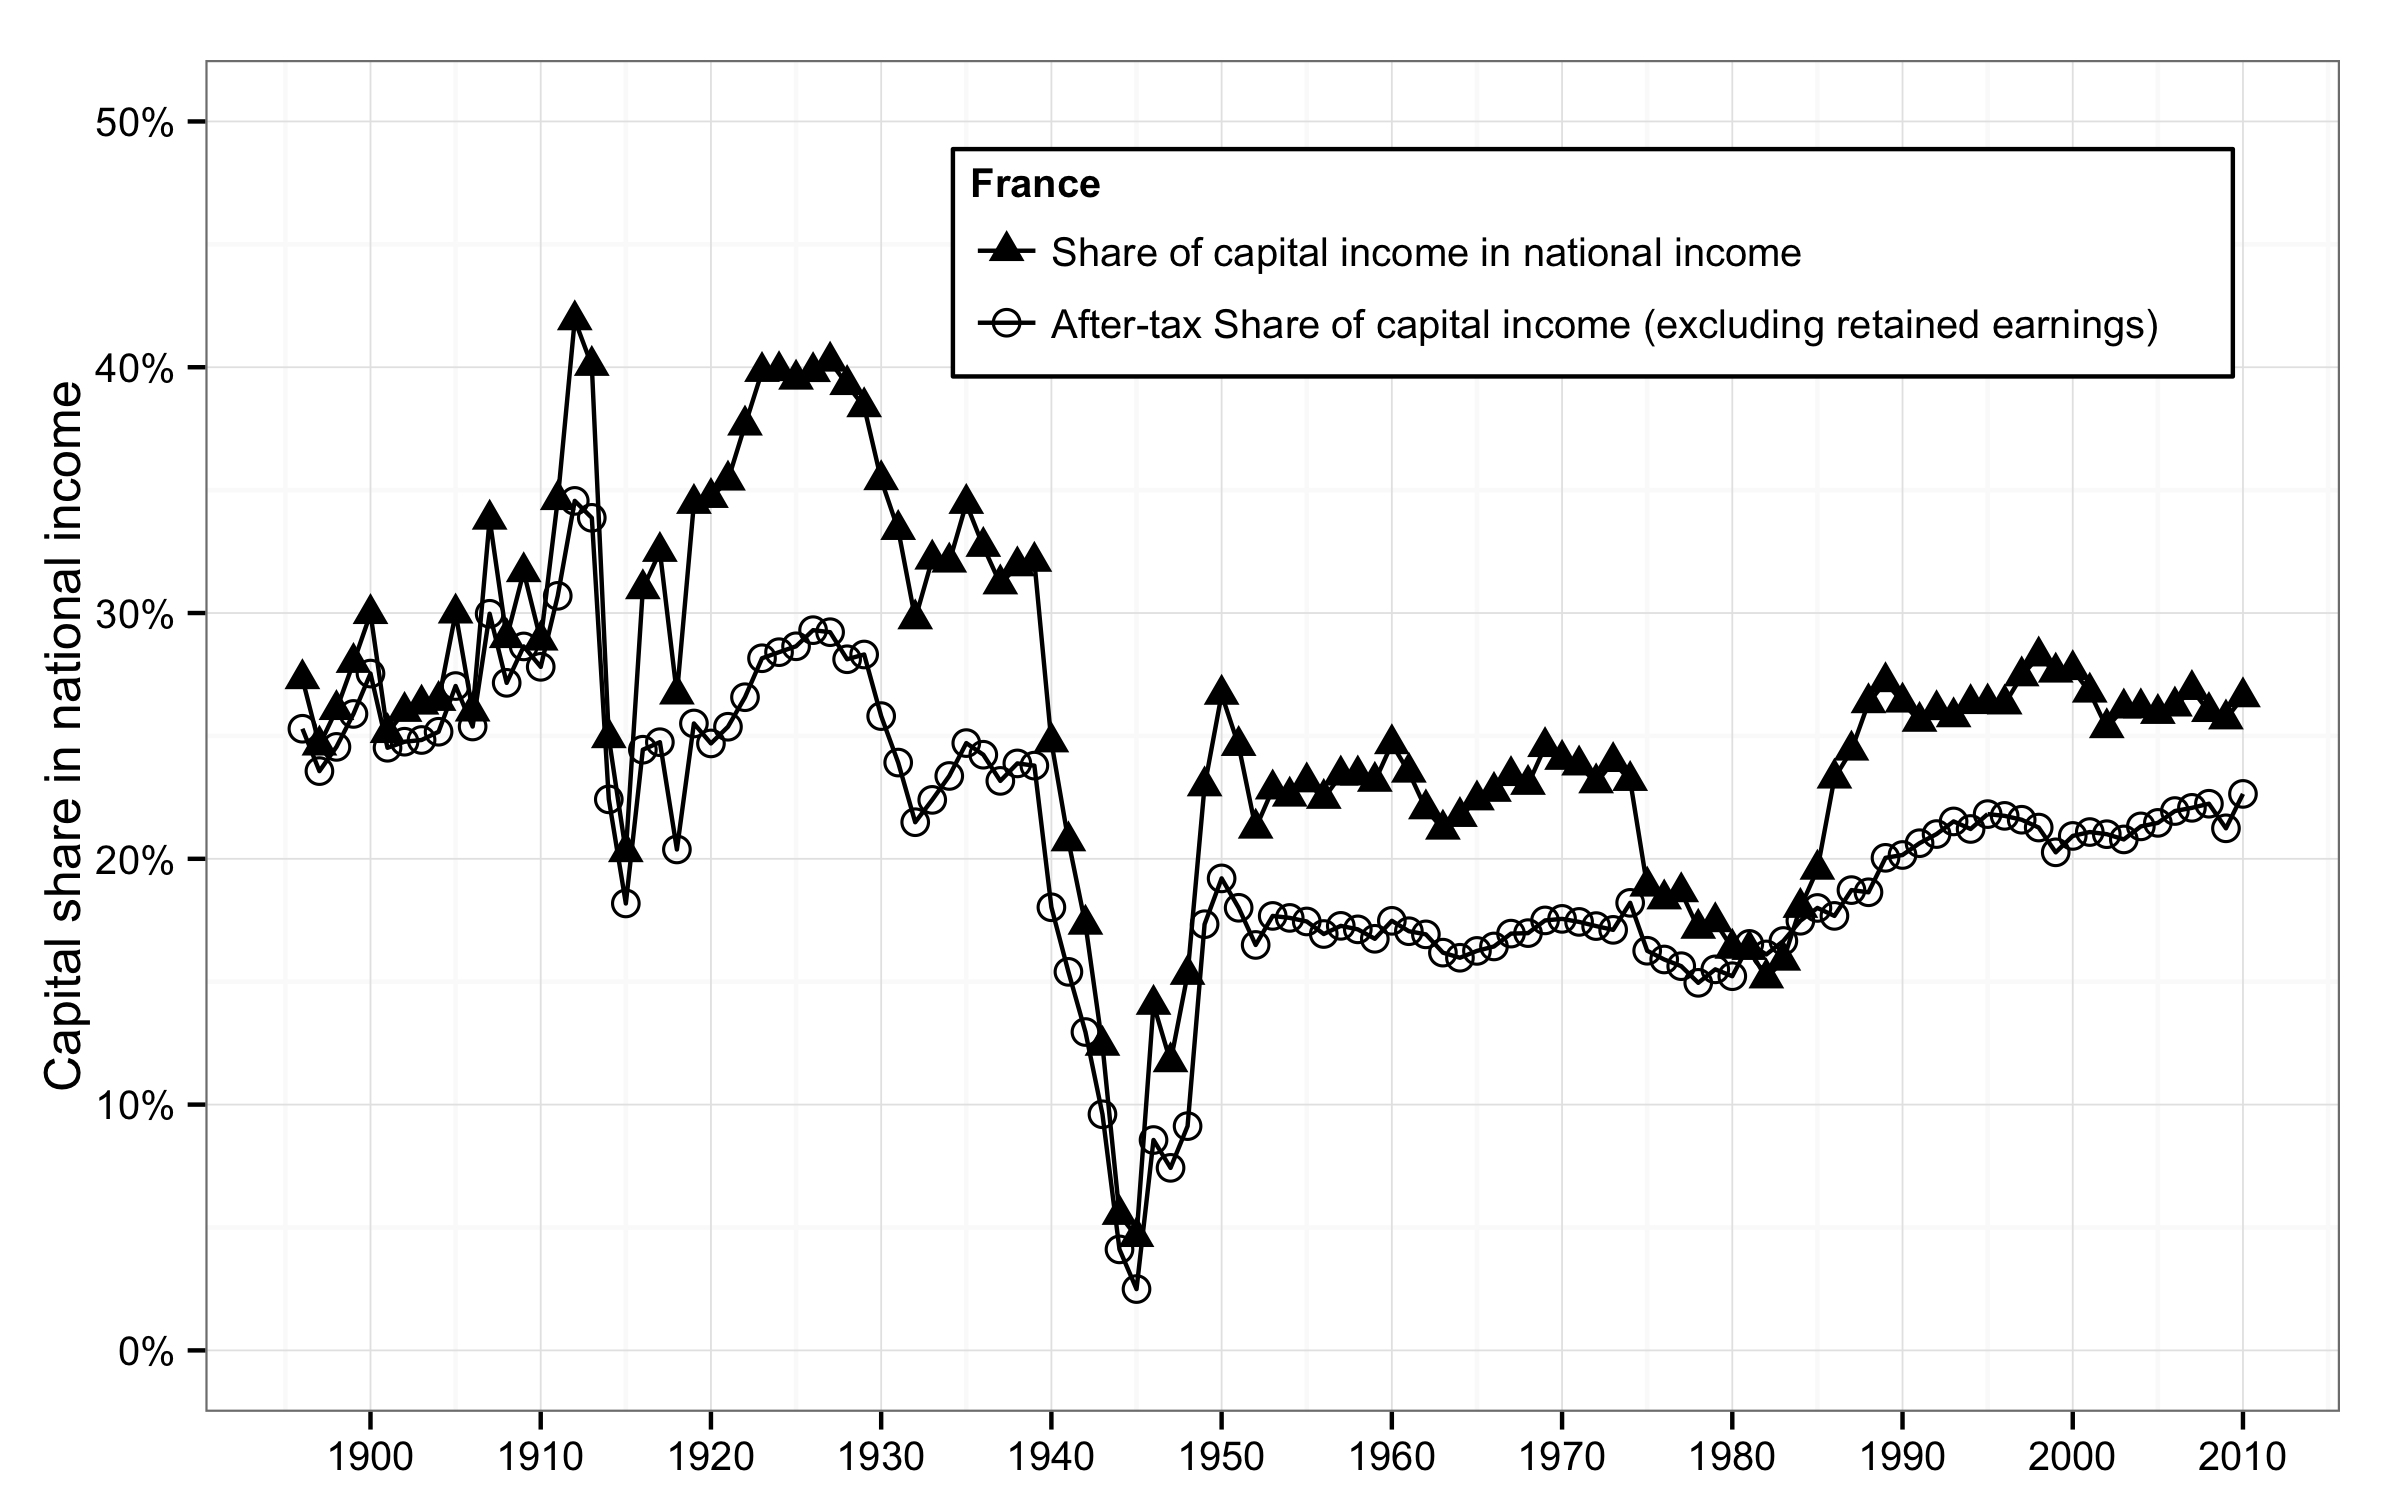 France
Share of capital income in national income
After-tax Share of capital income (excluding retained earnings)
Capital share in national income
50%
40%
30%
20%
10%
0%
1900 1910 1920 1930 1940 1950 1960 1970 1980 1990 2000 2010